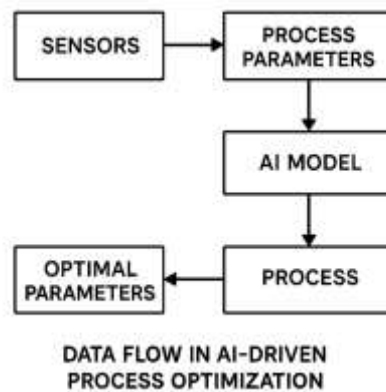 SENSORS
PROCESS
PARAMETERS
AI MODEL
OPTIMAL
PARAMETERS
PROCESS
DATA FLOW IN AI-DRIVEN
PROCESS OPTIMIZATION